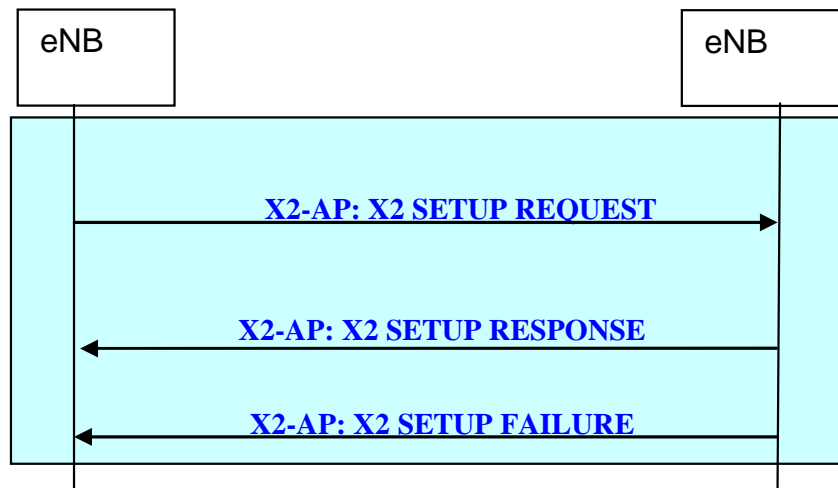 eNB
eNB
X2-AP: X2 SETUP REQUEST
X2-AP: X2 SETUP RESPONSE
X2-AP: X2 SETUP FAILURE